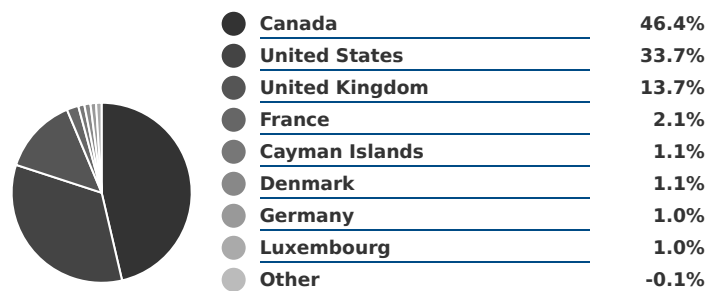 Canada 46.4%
United States 33.7%
United Kingdom 13.7%
France 2.1%
Cayman Islands 1.1%
Denmark 1.1%
Germany 1.0%
Luxembourg 1.0%
Other -0.1%